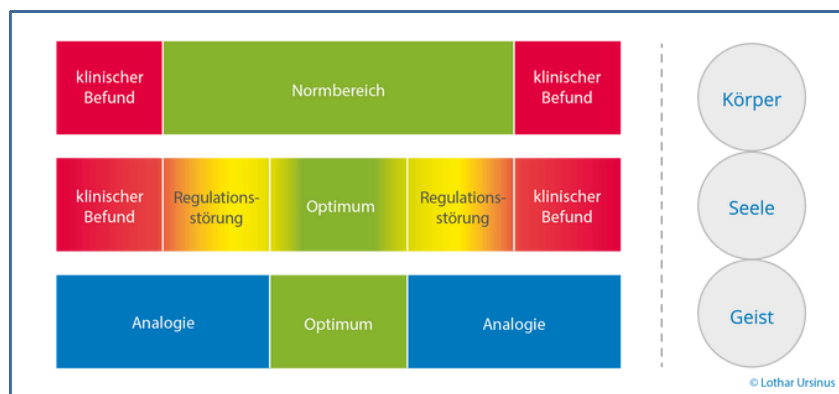 klinischer
Befund
Normbereich
klinischer
Befund
Körper
klinischer
Befund
Regulations-
störung
Optimum
Regulations-
störung
klinischer
Befund
Seele
Analogie
Optimum
Analogie
Geist
© Lothar Ursinus